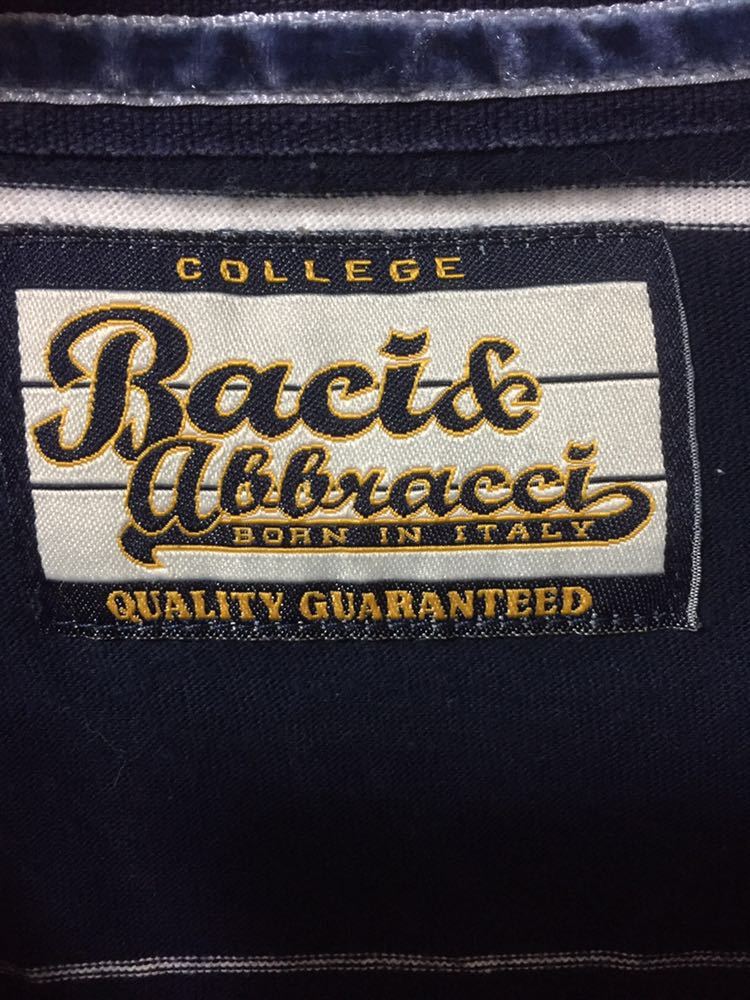 COLLEGE
Baci &
Abbracci
BORN IN ITALY
QUALITY GUARANTEED